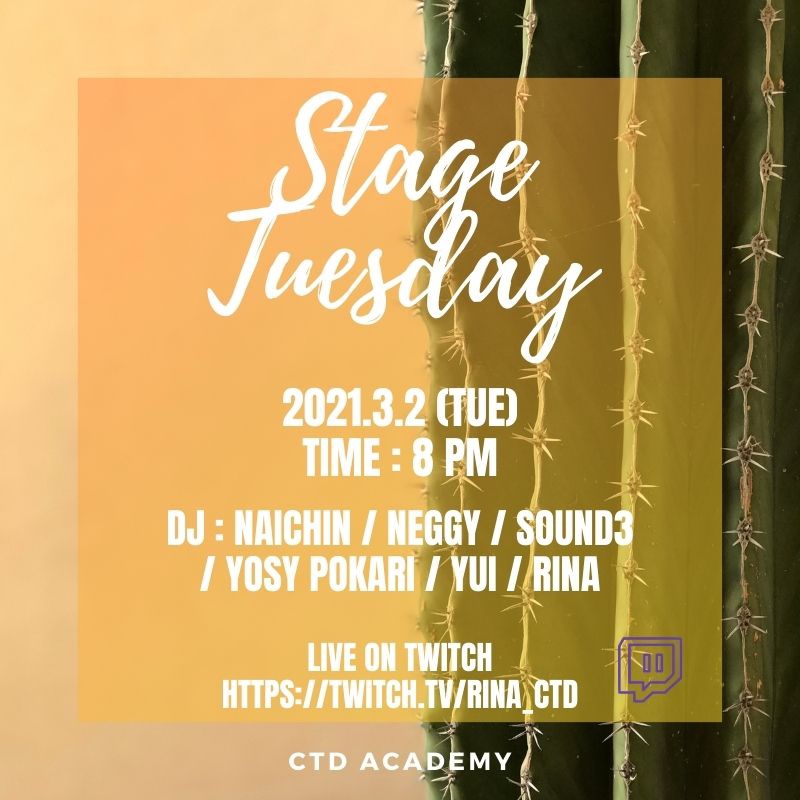 Stage
Tuesday
2021.3.2 (TUE)
TIME : 8 PM
DJ : NAICHIN / NEGGY / SOUND3
/ YOSY POKARI / YUI / RINA
LIVE ON TWITCH
HTTPS://TWITCH.TV/RINA_CTD
CTD ACADEMY